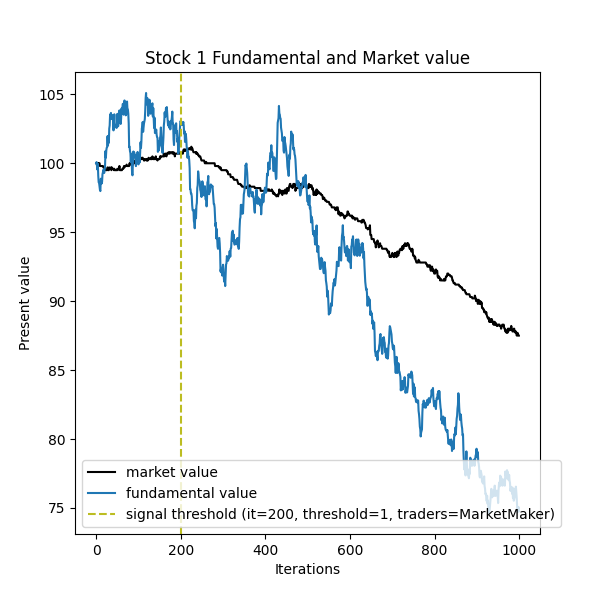 Stock 1 Fundamental and Market value
105
100
95
90
85
80
75
Present value
market value
fundamental value
signal threshold (it=200, threshold=1, traders=MarketMaker)
0 200 400 600 800 1000
Iterations